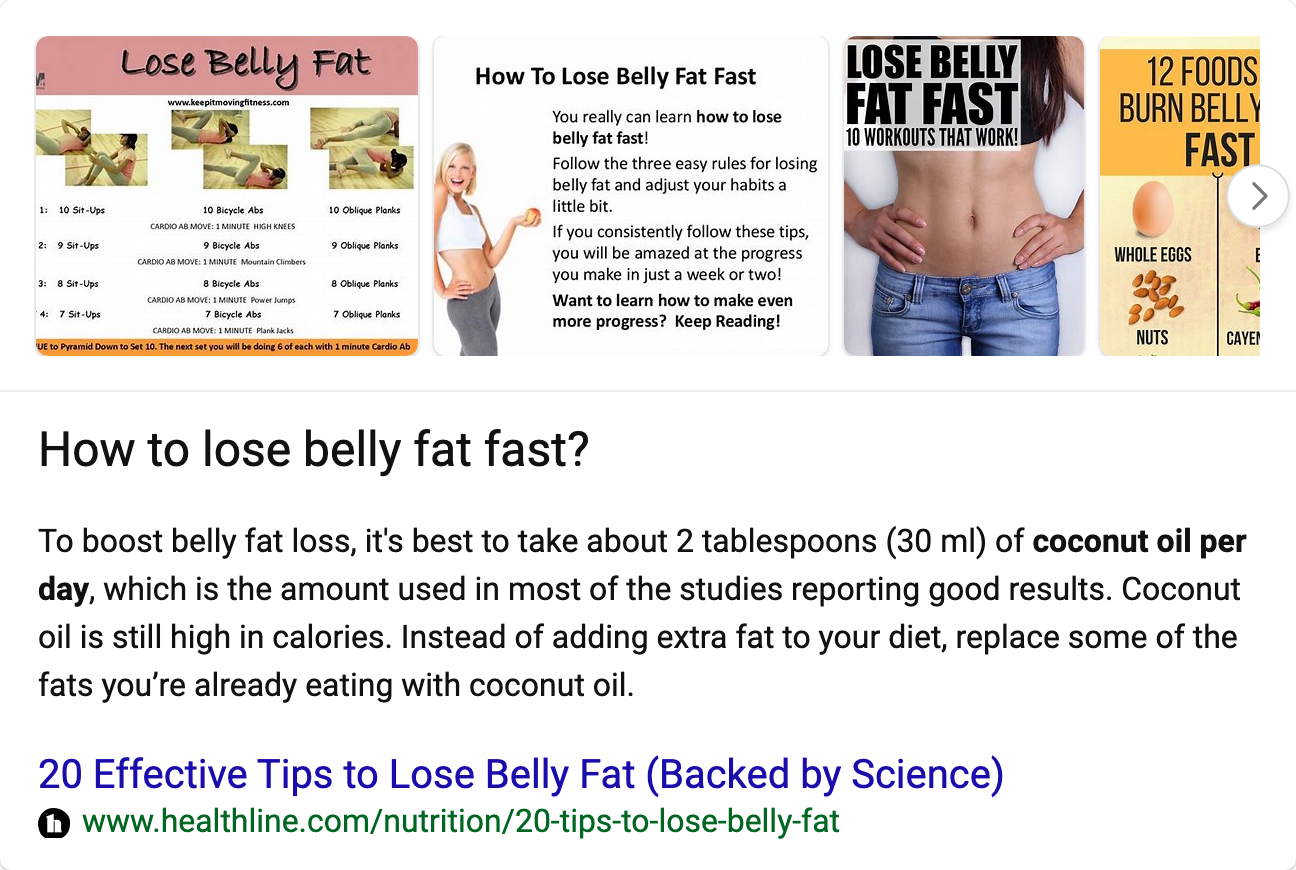 Lose Belly Fat
www.keepitmovingfitness.com
1: 10 Sit-Ups 10 Bicycle Abs 10 Oblique Planks
CARDIO AB MOVE: 1 MINUTE HIGH KNEES
2: 9 Sit-Ups 9 Bicycle Abs 9 Oblique Planks
CARDIO AB MOVE: 1 MINUTE Mountain Climbers
3: 8 Sit-Ups 8 Bicycle Abs 8 Oblique Planks
CARDIO AB MOVE: 1 MINUTE Power Jumps
4: 7 Sit-Ups 7 Bicycle Abs 7 Oblique Planks
CARDIO AB MOVE: 1 MINUTE Plank Jacks
UE to Pyramid Down to Set 10. The next set you will be doing 6 of each with 1 minute Cardio Ab
How To Lose Belly Fat Fast
You really can learn how to lose
belly fat fast!
Follow the three easy rules for losing
belly fat and adjust your habits a
little bit.
If you consistently follow these tips,
you will be amazed at the progress
you make in just a week or two!
Want to learn how to make even
more progress? Keep Reading!
LOSE BELLY
FAT FAST
10 WORKOUTS THAT WORK!
12 FOODS
BURN BELLY
FAST
WHOLE EGGS
NUTS
CAYEN
How to lose belly fat fast?
To boost belly fat loss, it's best to take about 2 tablespoons (30 ml) of coconut oil per
day, which is the amount used in most of the studies reporting good results. Coconut
oil is still high in calories. Instead of adding extra fat to your diet, replace some of the
fats you’re already eating with coconut oil.
20 Effective Tips to Lose Belly Fat (Backed by Science)
h www.healthline.com/nutrition/20-tips-to-lose-belly-fat